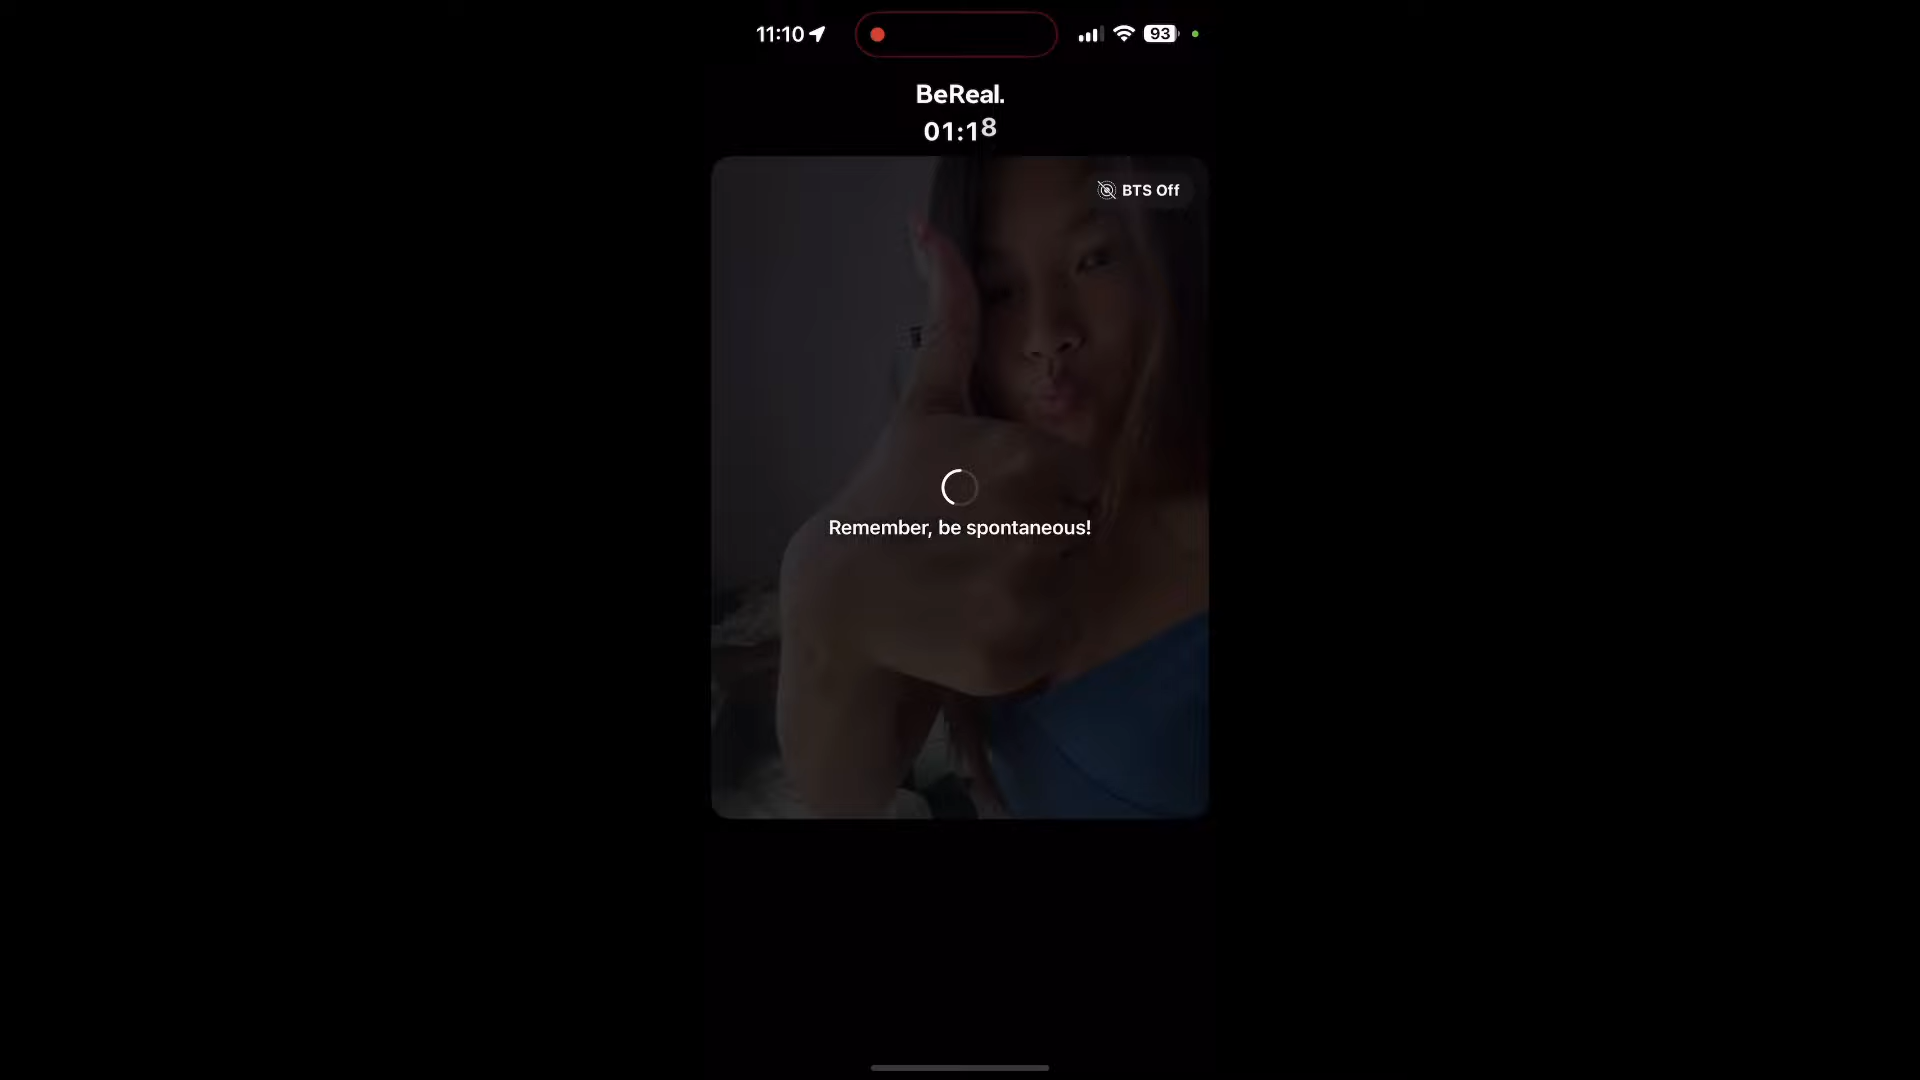 11:10
93
BeReal.
01:18
BTS Off
Remember, be spontaneous!